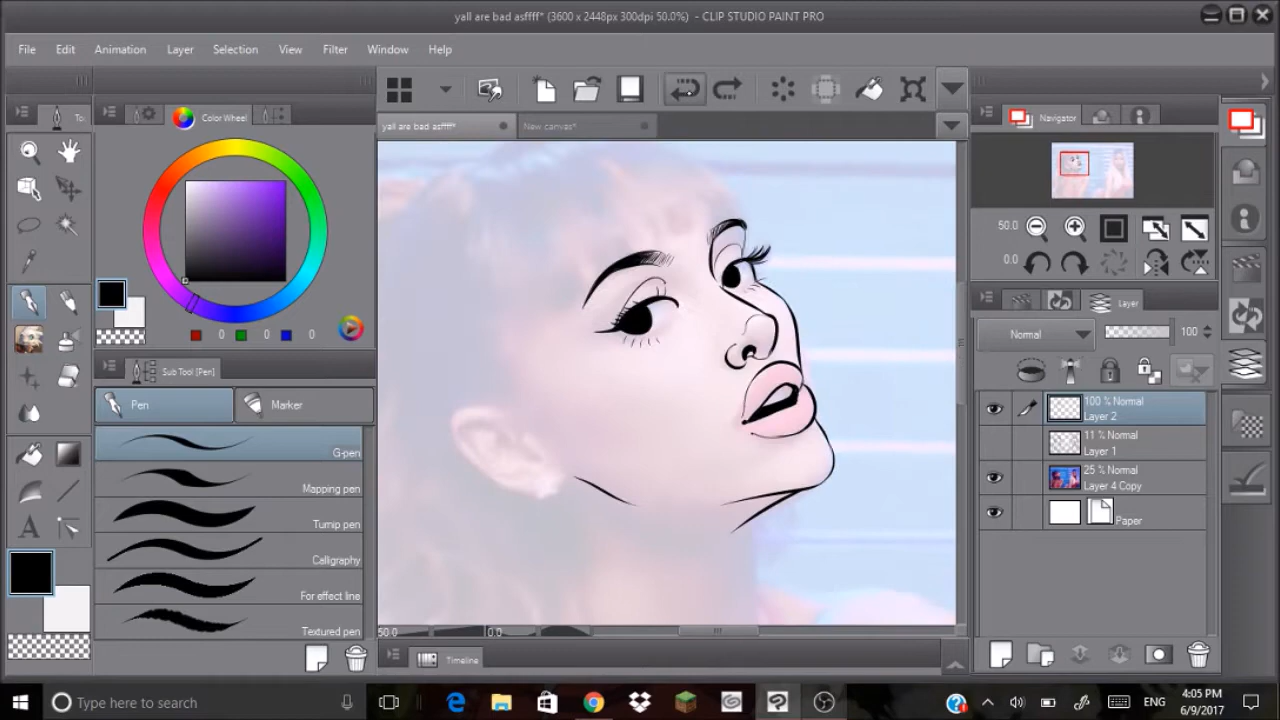 yall are bad asffff* (3600 x 2448px 300dpi 50.0%) - CLIP STUDIO PAINT PRO
File Edit Animation Layer Selection View Filter Window Help
To:
Color Wheel
yall are bad asffff*
New canvas*
Navigator
50.0
0.0
0 0 0
Layer
Normal 100
Sub Tool [Pen]
Pen Marker
G-pen
Mapping pen
Turnip pen
Calligraphy
For effect line
Textured pen
100 % Normal
Layer 2
11 % Normal
Layer 1
25 % Normal
Layer 4 Copy
Paper
50.0 0.0
Timeline
Type here to search
ENG
4:05 PM
6/9/2017